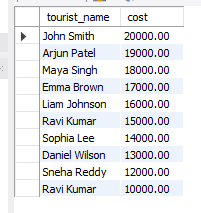 tourist_name cost
John Smith 20000.00
Arjun Patel 19000.00
Maya Singh 18000.00
Emma Brown 17000.00
Liam Johnson 16000.00
Ravi Kumar 15000.00
Sophia Lee 14000.00
Daniel Wilson 13000.00
Sneha Reddy 12000.00
Ravi Kumar 10000.00